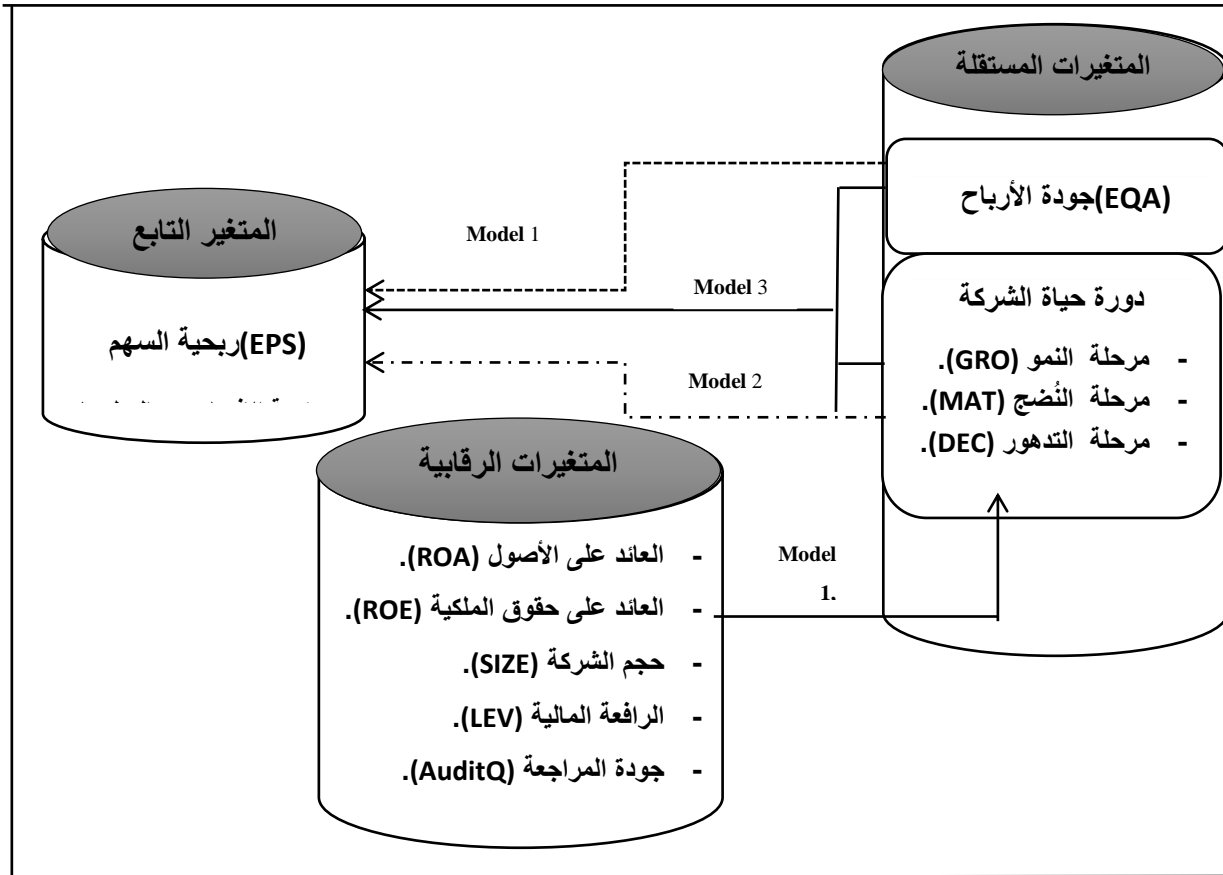 المتغيرات المستقلة
(EQA)جودة الأرباح
دورة حياة الشركة
- مرحلة النمو (GRO).
- مرحلة النُضج (MAT).
- مرحلة التدهور (DEC).
Model 1
Model 3
Model 2
المتغير التابع
(EPS)ربحية السهم
المتغيرات الرقابية
- العائد على الأصول (ROA).
- العائد على حقوق الملكية (ROE).
- حجم الشركة (SIZE).
- الرافعة المالية (LEV).
- جودة المراجعة (AuditQ).
Model
1.